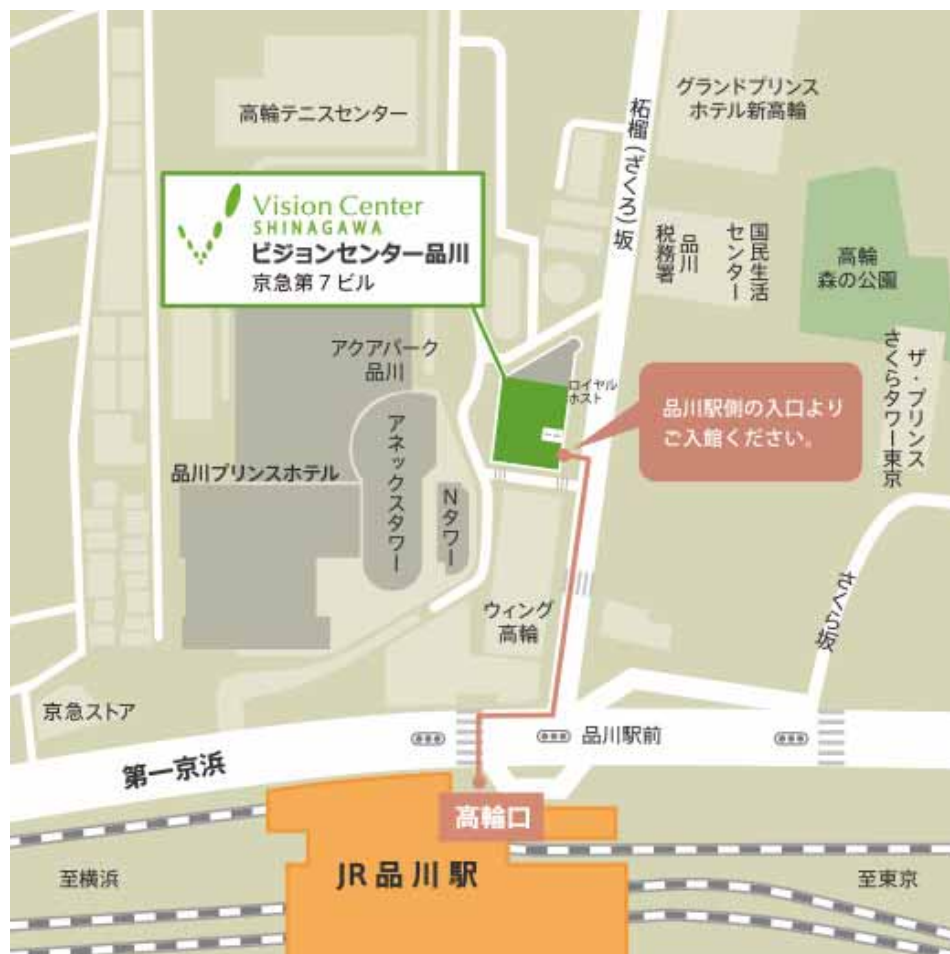 高輪テニスセンター
グランドプリンス
ホテル新高輪
柘榴(ざくろ)坂
Vision Center
SHINAGAWA
ビジョンセンター品川
京急第7ビル
品川
税務署
国民生活
センター
高輪
森の公園
アクアパーク
品川
ロイヤル
ホスト
品川駅側の入口より
ご入館ください。
ザ・プリンス
さくらタワー東京
品川プリンスホテル
アネックスタワー
Nタワー
ウィング
高輪
さくら坂
京急ストア
第一京浜
品川駅前
高輪口
JR品川駅
至横浜
至東京